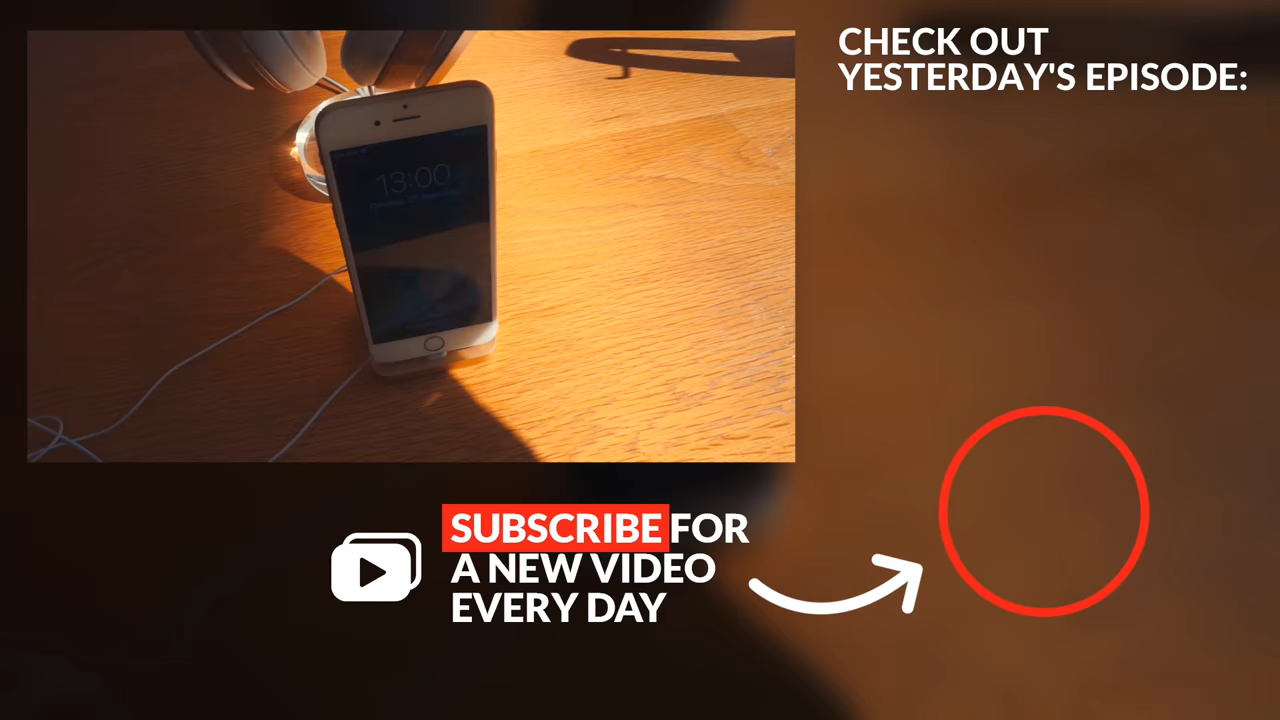 CHECK OUT
YESTERDAY'S EPISODE:
13:00
SUBSCRIBE FOR
A NEW VIDEO
EVERY DAY